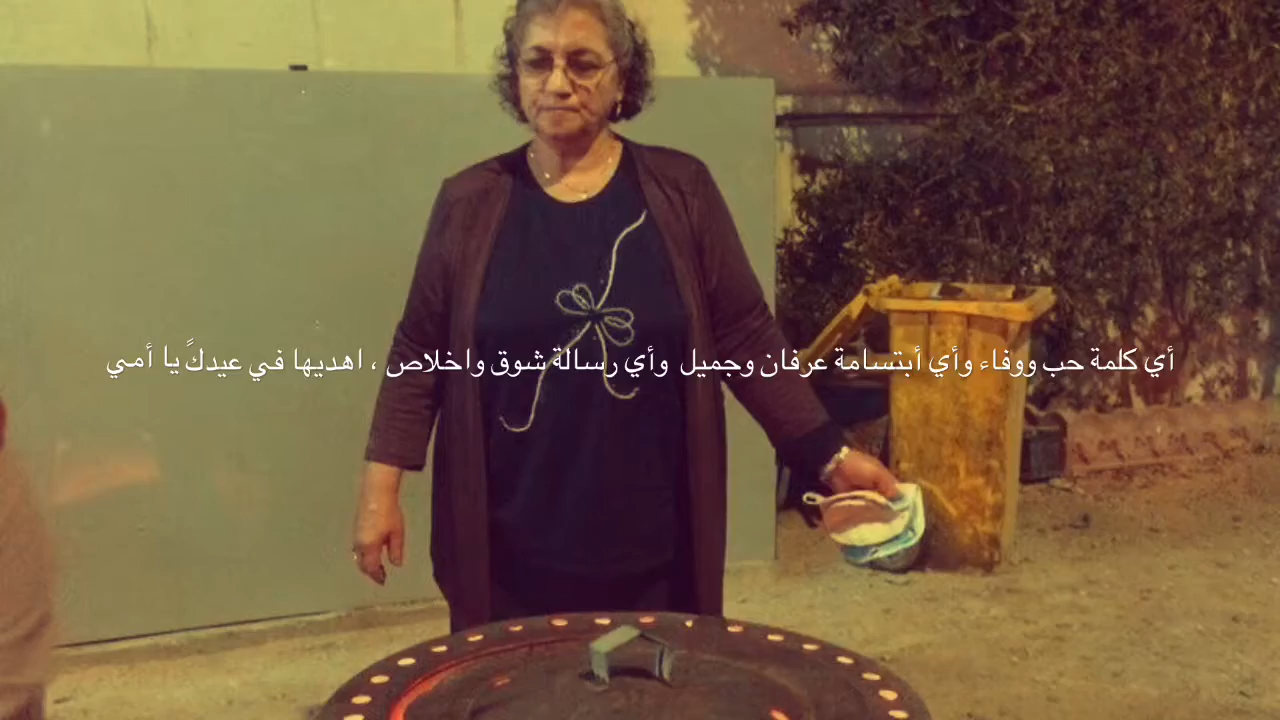 أي كلمة حب ووفاء وأي أبتسامة عرفان وجميل وأي رسالة شوق واخلاص ، اهديها في عيدكً يا أمي